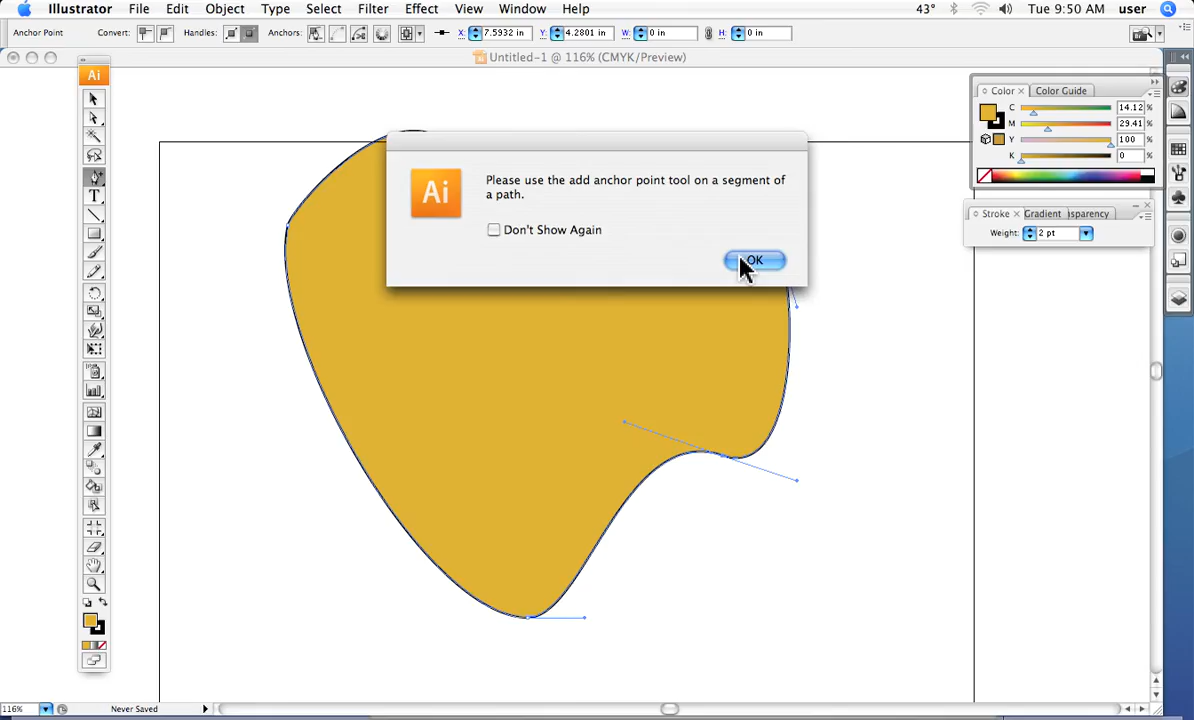 Illustrator File Edit Object Type Select Filter Effect View Window Help 43° Tue 9:50 AM user
Anchor Point Convert: Handles: Anchors: X: 7.5932 in Y: 4.2801 in W: 0 in H: 0 in
Untitled-1 @ 116% (CMYK/Preview)
Ai
Color × Color Guide
C 14.12 %
M 29.41 %
Y 100 %
K 0 %
Stroke × Gradient sparency
Weight: 2 pt
Ai
Please use the add anchor point tool on a segment of
a path.
Don't Show Again
OK
T
116% Never Saved